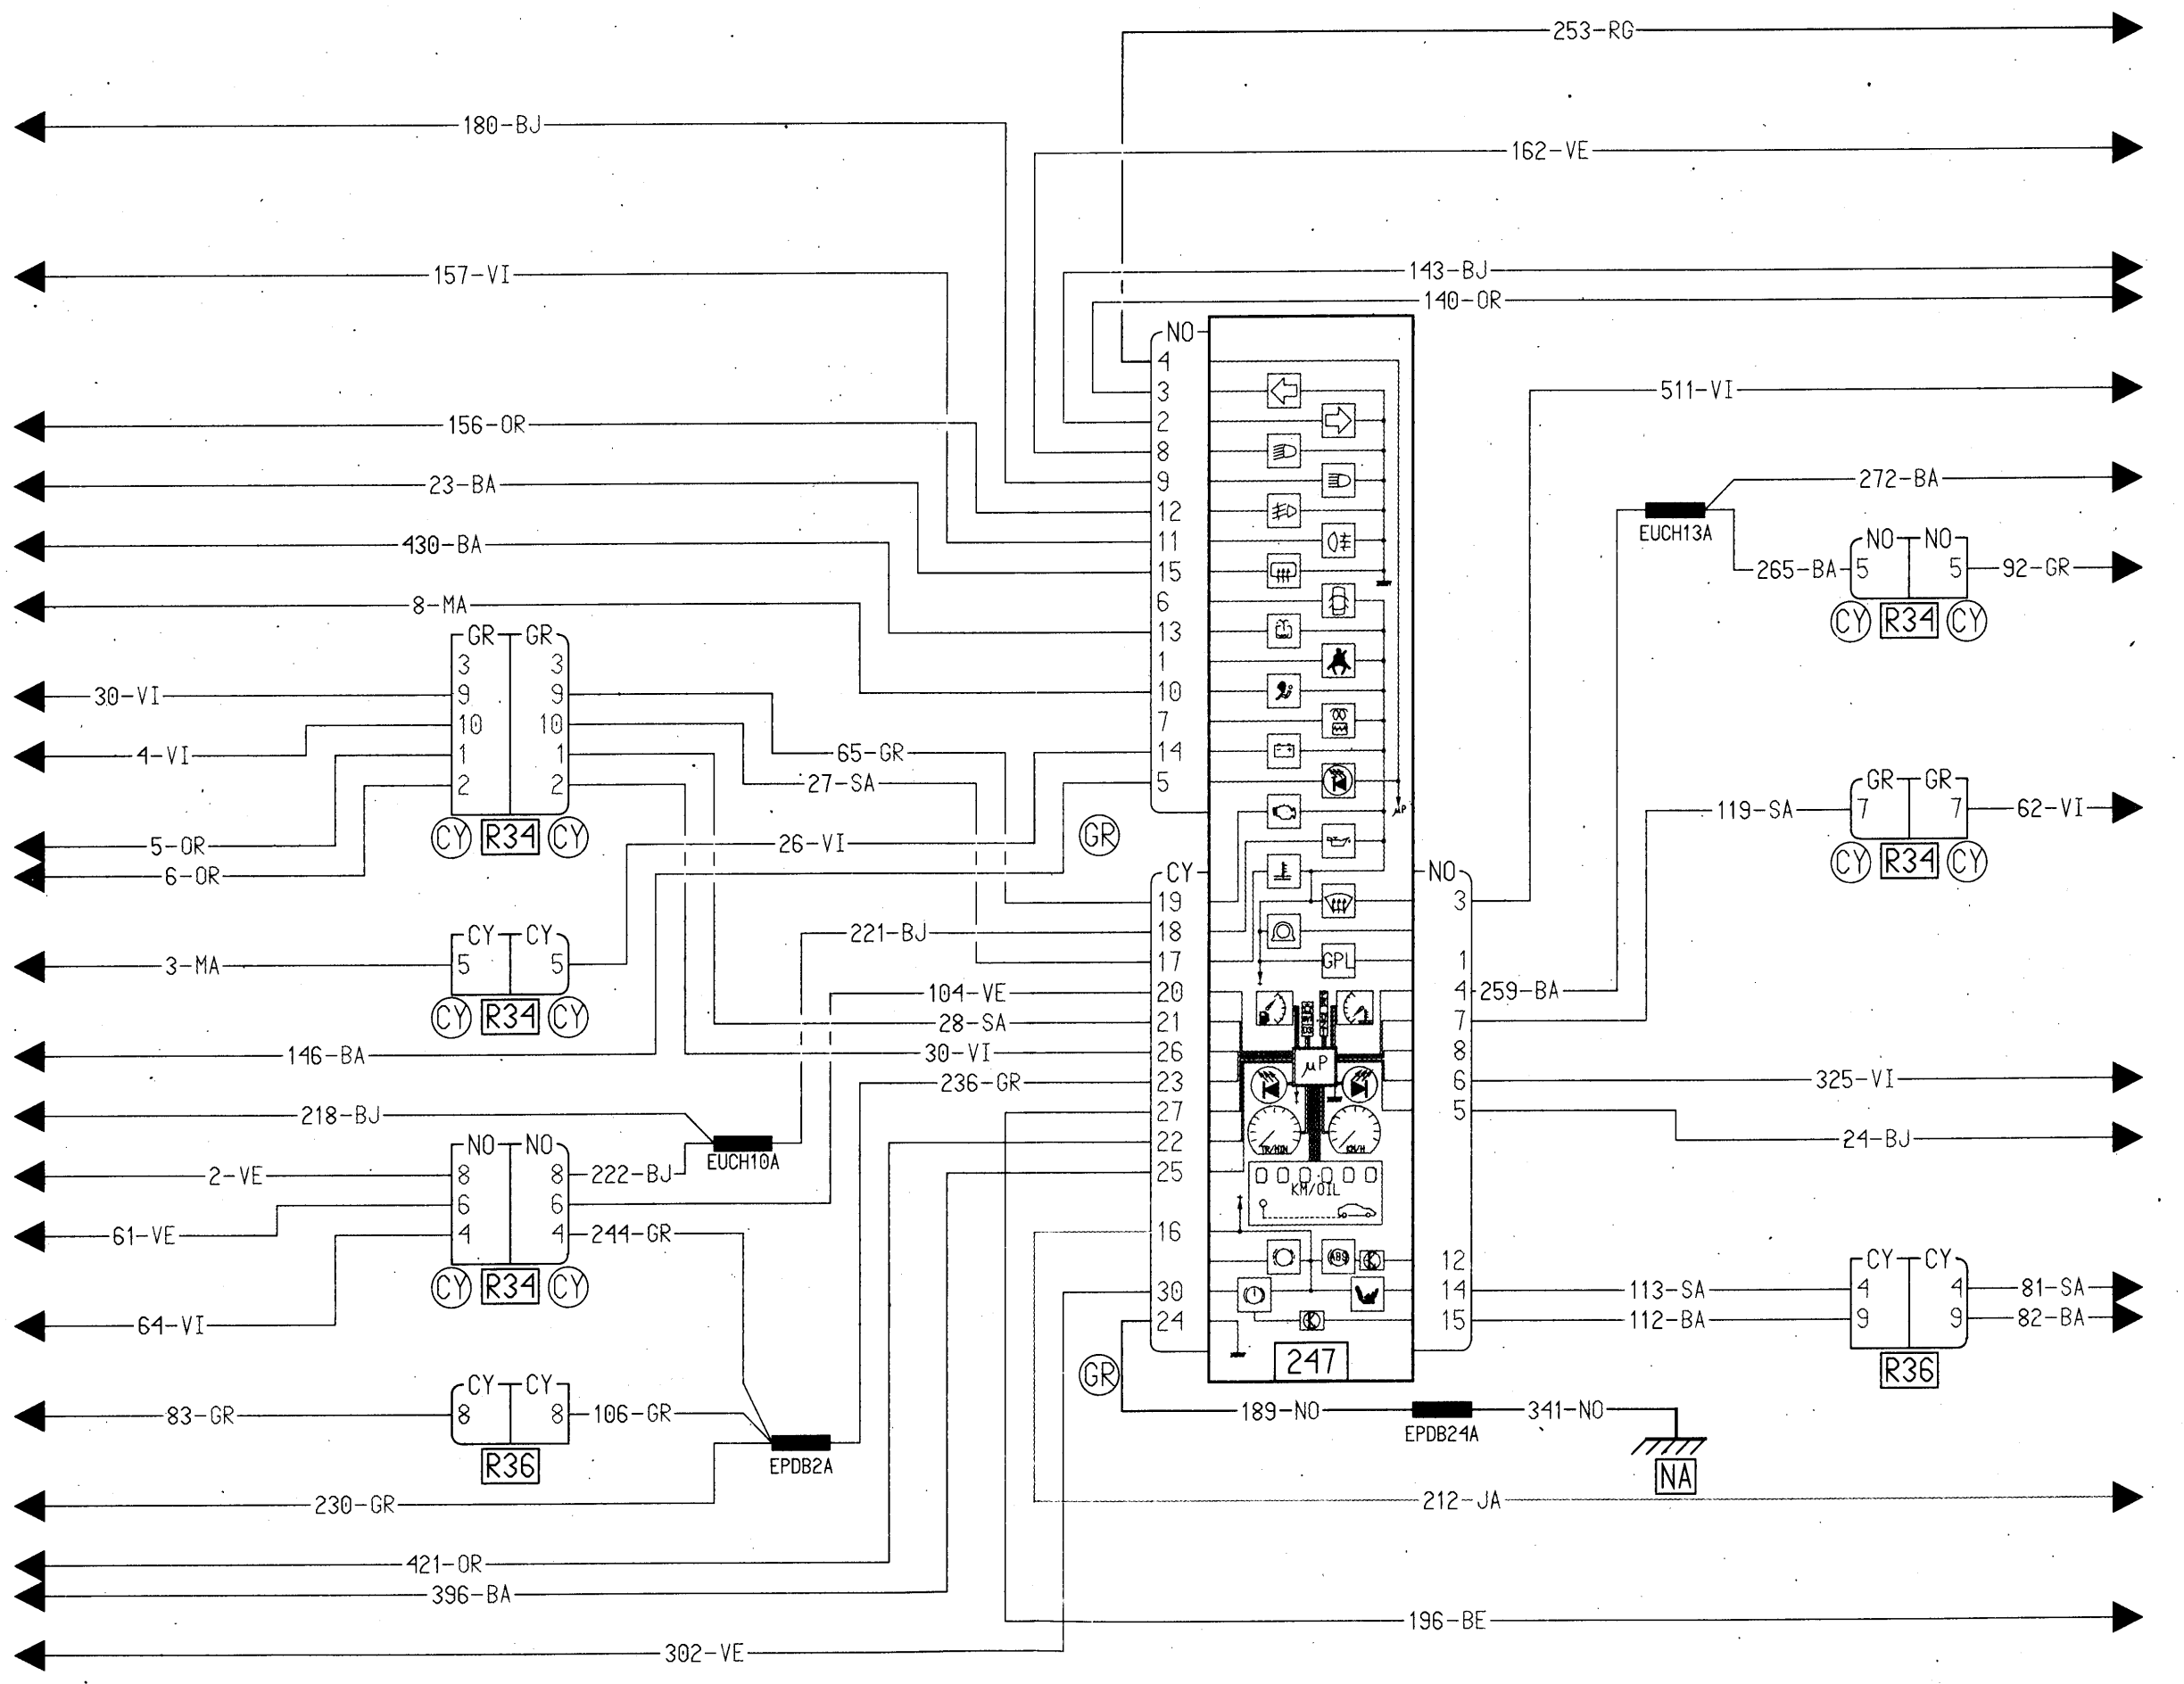 253-RG
180-BJ
162-VE
157-VI
143-BJ
140-OR
NO
4
3
2
8
9
12
11
15
6
13
1
10
7
14
5
511-VI
156-OR
23-BA
272-BA
EUCH13A
430-BA
NO NO
265-BA 5 5 92-GR
CY R34 CY
8-MA
GR GR
3 3
30-VI 9 9
4-VI 10 10
1 1
2 2
65-GR
27-SA
5-OR
6-OR
CY R34 CY
26-VI
GR
µP
GR GR
119-SA 7 7 62-VI
CY R34 CY
CY
19
18
17
20
21
26
23
27
22
25
16
30
24
NO
3
1
4
7
8
6
5
12
14
15
221-BJ
CY CY
3-MA 5 5
CY R34 CY
GPL
259-BA
104-VE
28-SA
146-BA
30-VI
µP
236-GR
325-VI
218-BJ
24-BJ
TR/MIN
KM/H
EUCH10A
NO NO
2-VE 8 8 222-BJ
6 6
61-VE 4 4 244-GR
CY R34 CY
KM/OIL
ABS
64-VI
CY CY
113-SA 4 4 81-SA
112-BA 9 9 82-BA
R36
247
GR
CY CY
83-GR 8 8 106-GR
R36
EPDB2A
189-NO
341-NO
EPDB24A
NA
230-GR
212-JA
421-OR
396-BA
196-BE
302-VE